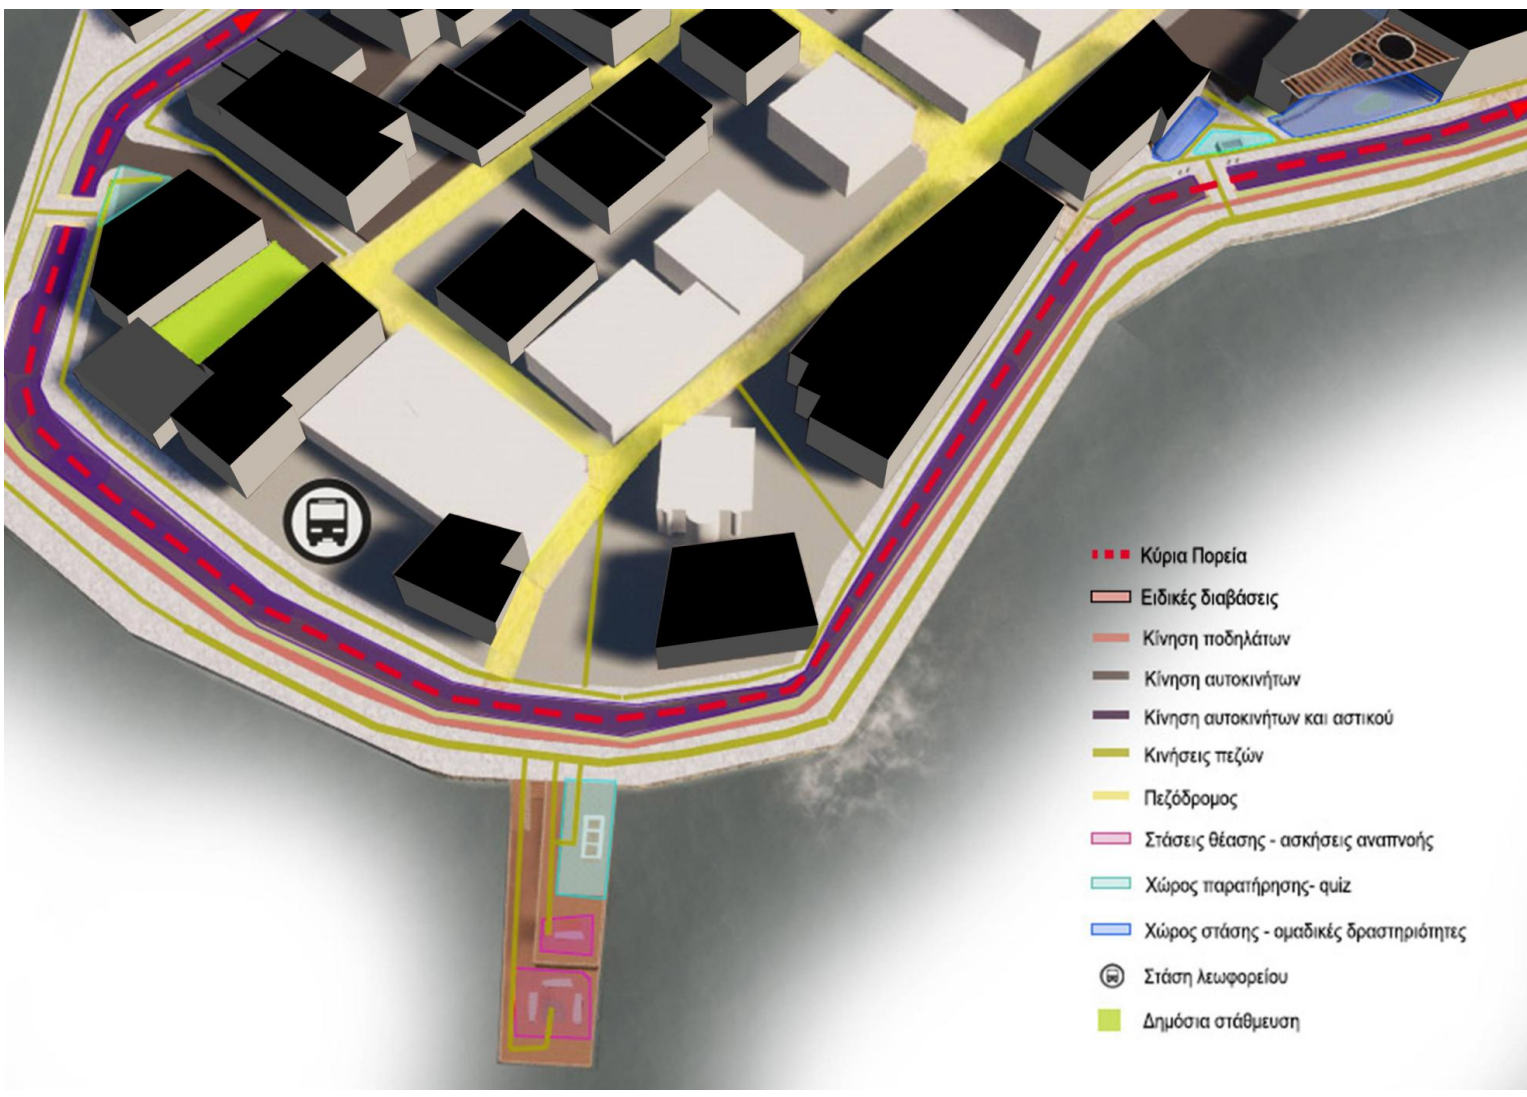 Κύρια Πορεία
Ειδικές διαβάσεις
Κίνηση ποδηλάτων
Κίνηση αυτοκινήτων
Κίνηση αυτοκινήτων και αστικού
Κινήσεις πεζών
Πεζόδρομος
Στάσεις θέασης - ασκήσεις αναπνοής
Χώρος παρατήρησης- quiz
Χώρος στάσης - ομαδικές δραστηριότητες
Στάση λεωφορείου
Δημόσια στάθμευση